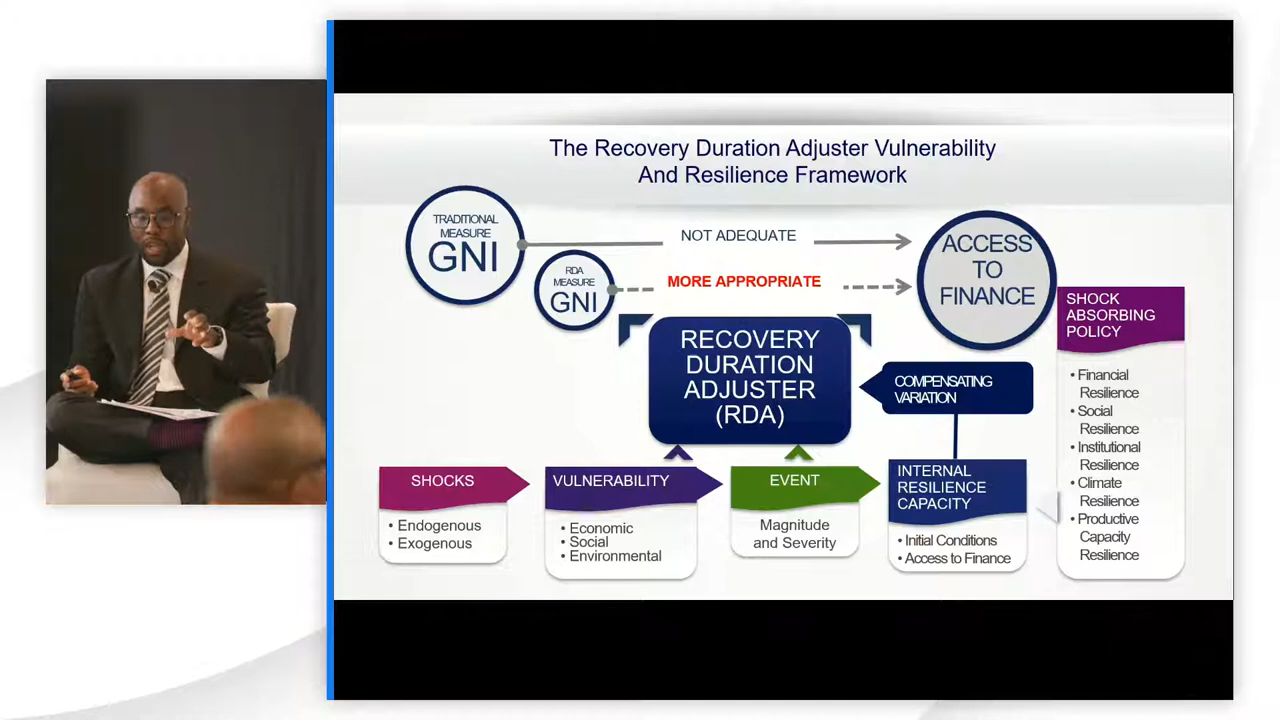 The Recovery Duration Adjuster Vulnerability
And Resilience Framework
TRADITIONAL
MEASURE
GNI
NOT ADEQUATE
RDA
MEASURE
GNI
MORE APPROPRIATE
ACCESS
TO
FINANCE
RECOVERY
DURATION
ADJUSTER
(RDA)
COMPENSATING
VARIATION
SHOCKS
• Endogenous
• Exogenous
VULNERABILITY
• Economic
• Social
• Environmental
EVENT
Magnitude
and Severity
INTERNAL
RESILIENCE
CAPACITY
• Initial Conditions
• Access to Finance
SHOCK
ABSORBING
POLICY
• Financial
Resilience
• Social
Resilience
• Institutional
Resilience
• Climate
Resilience
• Productive
Capacity
Resilience